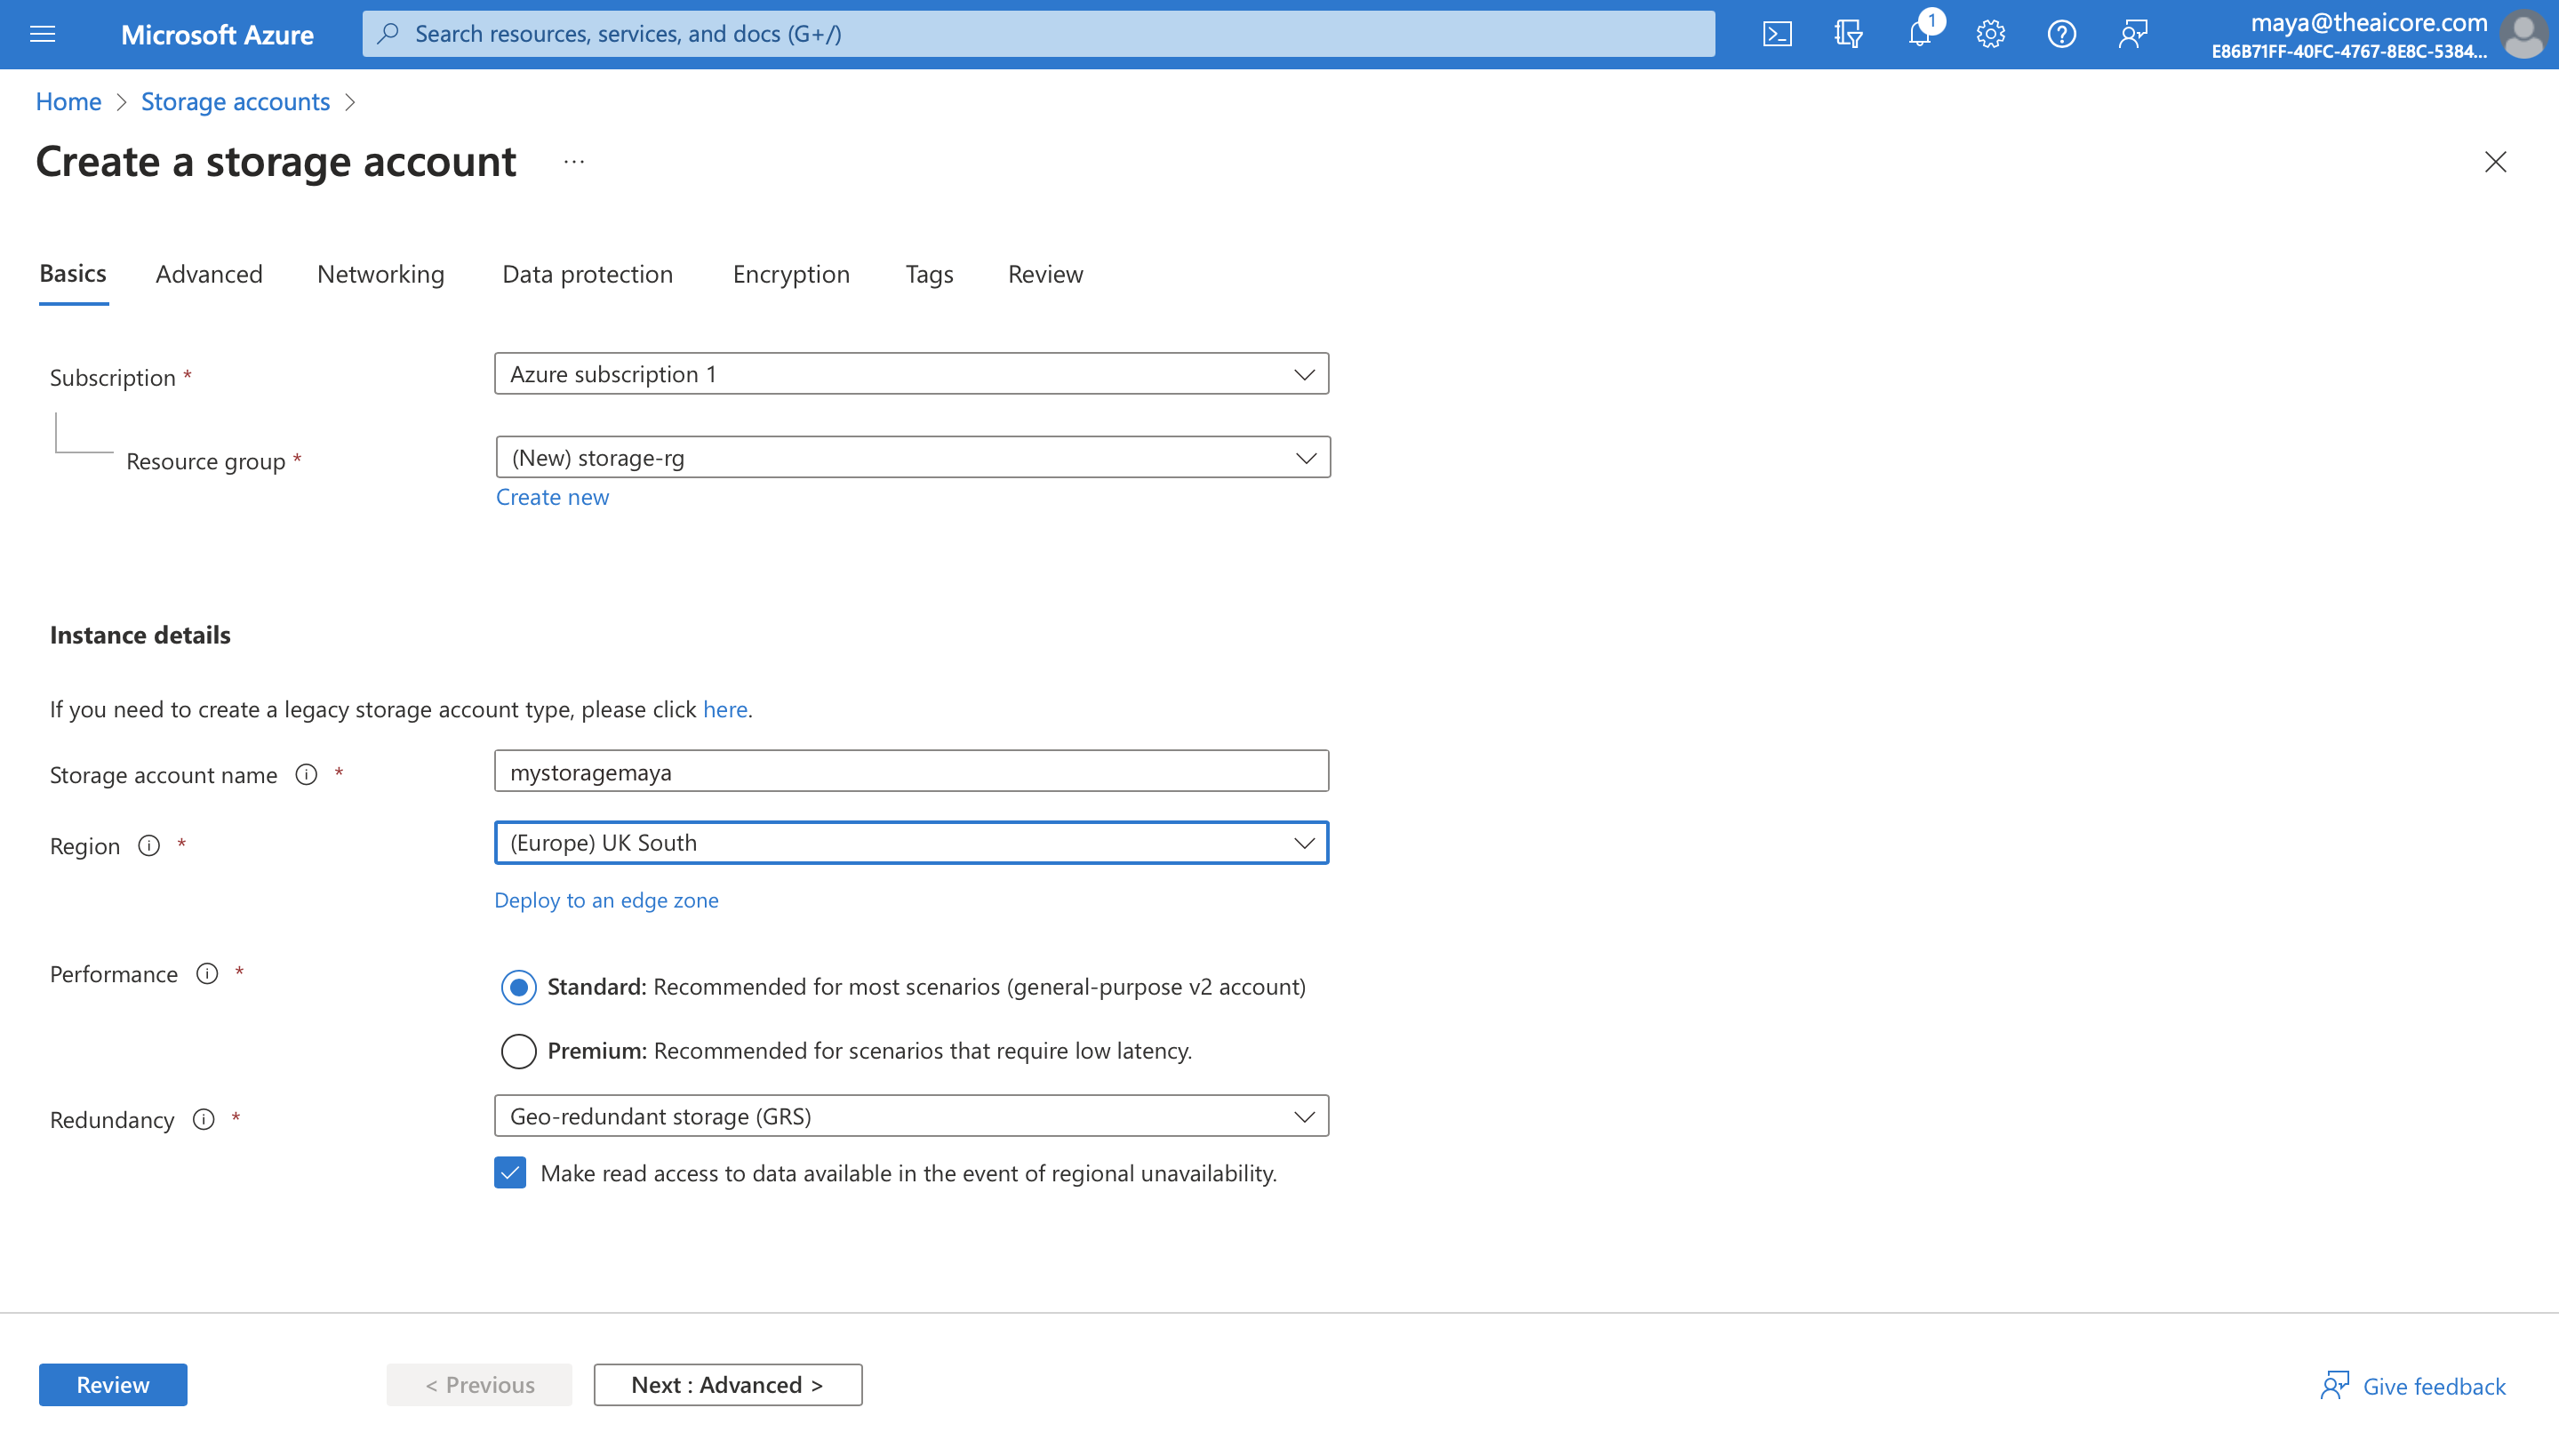 Microsoft Azure
Search resources, services, and docs (G+/)
1
maya@theaicore.com
E86B71FF-40FC-4767-8E8C-5384...
Home > Storage accounts >
Create a storage account ...
Basics Advanced Networking Data protection Encryption Tags Review
Subscription *
Azure subscription 1
Resource group *
(New) storage-rg
Create new
Instance details
If you need to create a legacy storage account type, please click here.
Storage account name *
mystoragemaya
Region *
(Europe) UK South
Deploy to an edge zone
Performance *
Standard: Recommended for most scenarios (general-purpose v2 account)
Premium: Recommended for scenarios that require low latency.
Redundancy *
Geo-redundant storage (GRS)
Make read access to data available in the event of regional unavailability.
Review
< Previous
Next : Advanced >
Give feedback